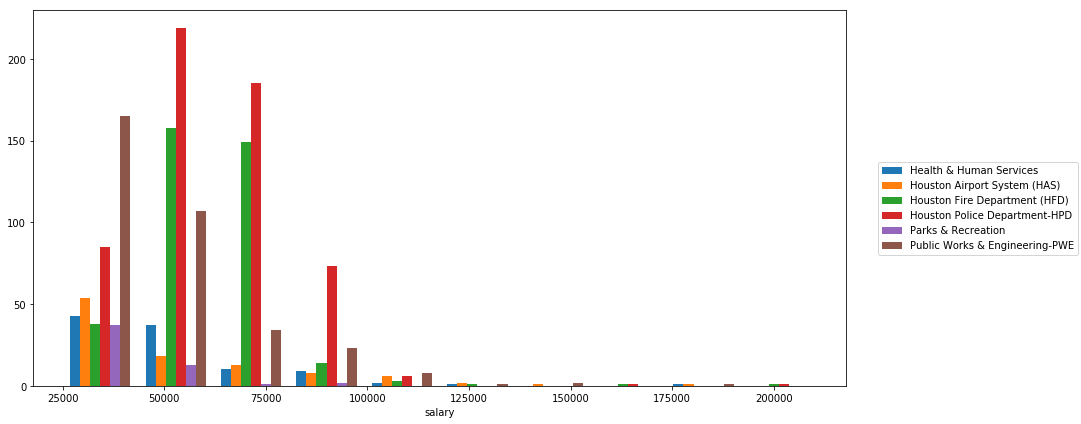 200
150
100
50
0
25000 50000 75000 100000 125000 150000 175000 200000
salary
Health & Human Services
Houston Airport System (HAS)
Houston Fire Department (HFD)
Houston Police Department-HPD
Parks & Recreation
Public Works & Engineering-PWE